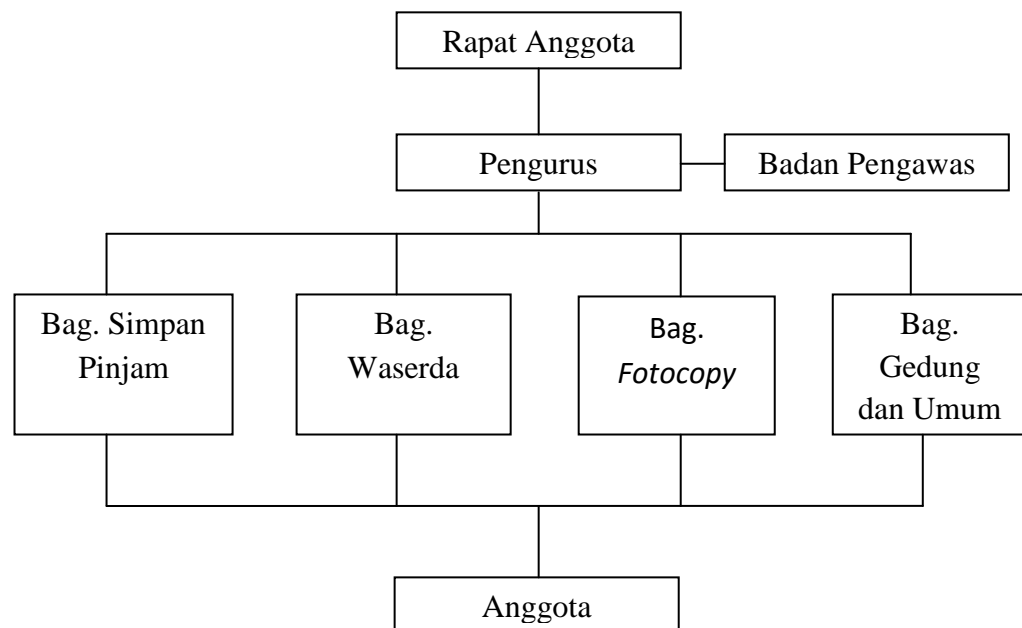 Rapat Anggota
Pengurus
Badan Pengawas
Bag. Simpan
Pinjam
Bag.
Waserda
Bag.
Fotocopy
Bag.
Gedung
dan Umum
Anggota